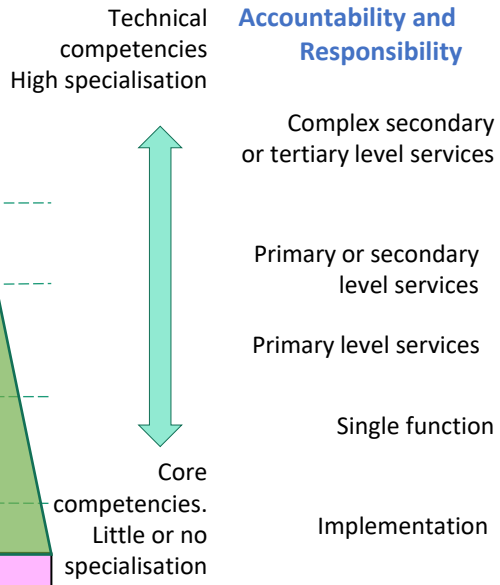 Technical
competencies
High specialisation
Accountability and
Responsibility
Complex secondary
or tertiary level services
Primary or secondary
level services
Primary level services
Single function
Core
competencies.
Little or no
specialisation
Implementation